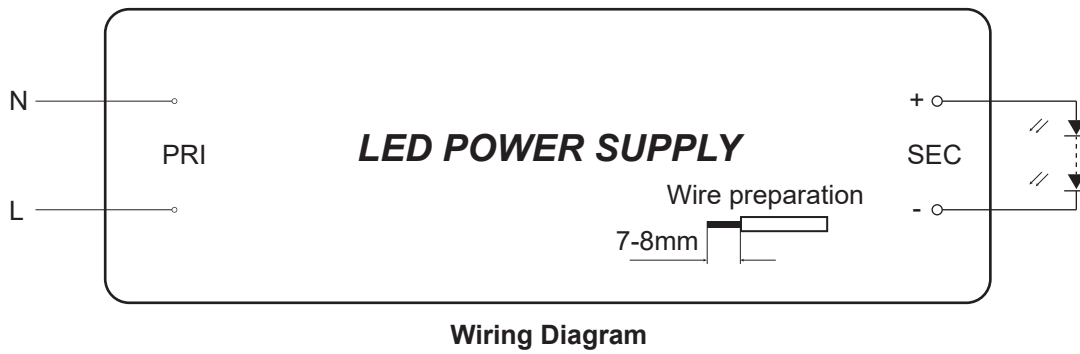 N
+
PRI
LED POWER SUPPLY
SEC
Wire preparation
L
-
7-8mm
Wiring Diagram